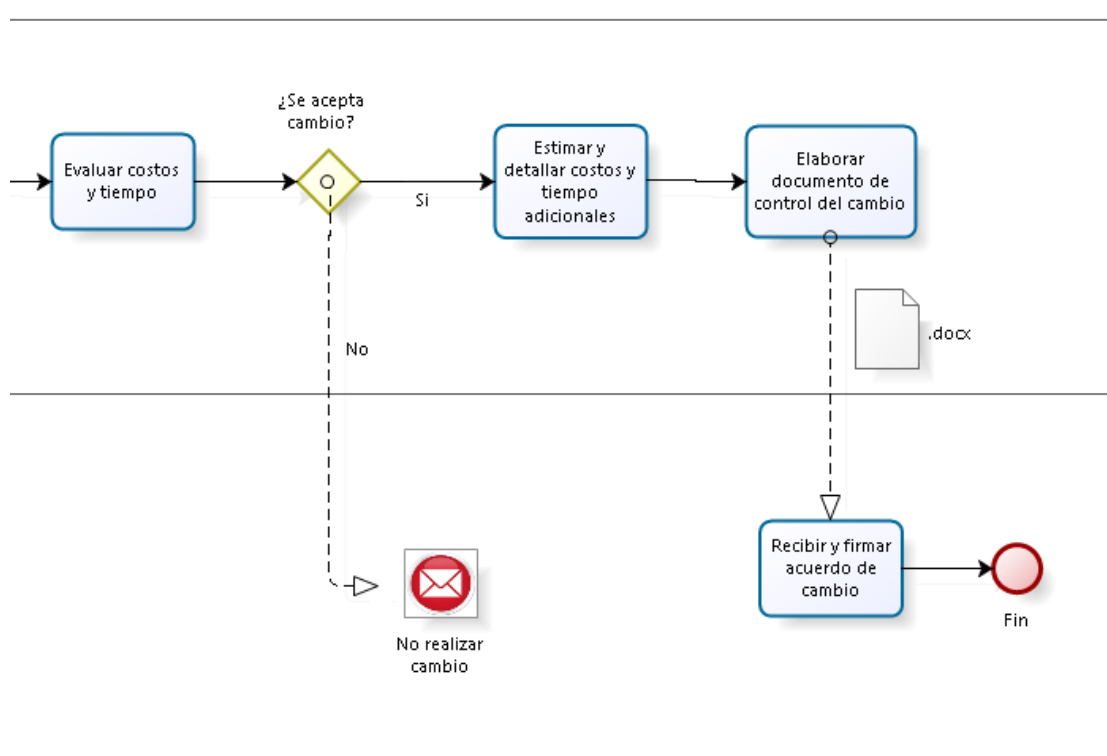 ¿Se acepta
cambio?
Evaluar costos
y tiempo
Si
Estimar y
detallar costos y
tiempo
adicionales
Elaborar
documento de
control del cambio
No
.docx
No realizar
cambio
Recibir y firmar
acuerdo de
cambio
Fin